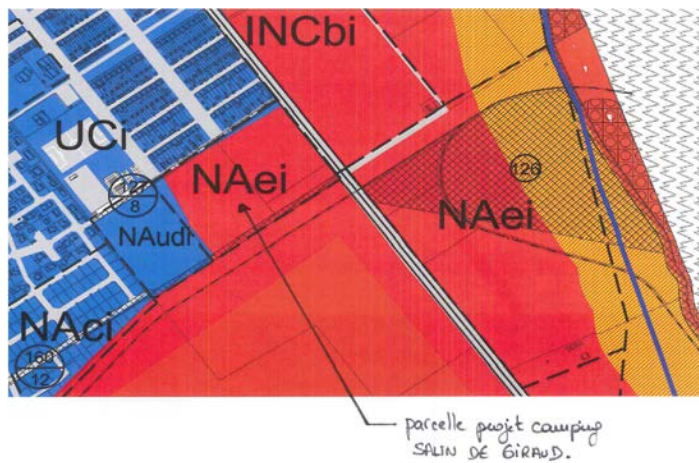 INCbi
UCi
NAei
127
8
NAudi
126
NAei
NAci
160
12
parcelle projet camping
SALIN DE GIRAUD.